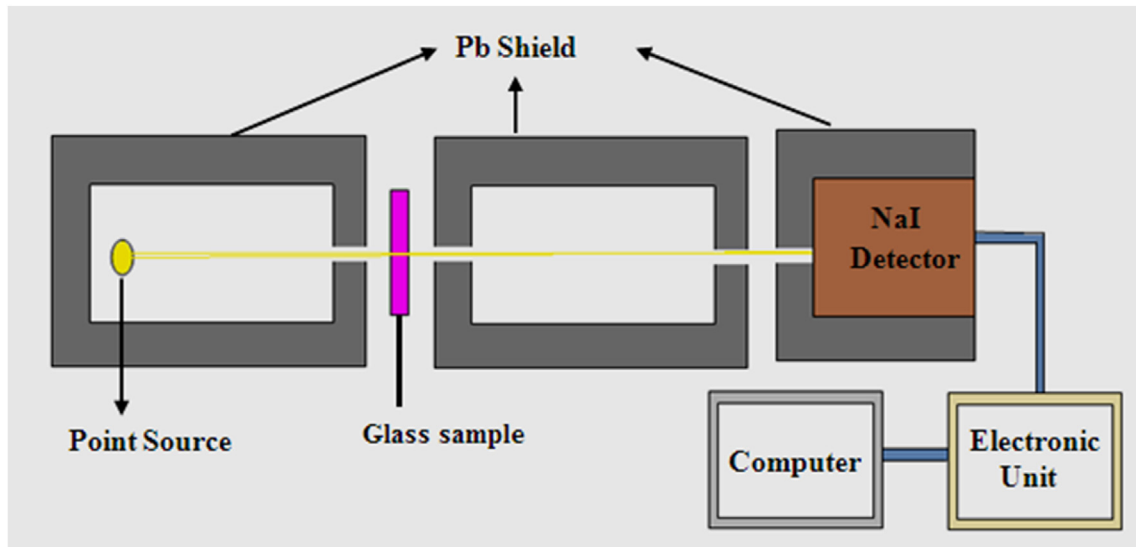 Pb Shield
NaI
Detector
Point Source
Glass sample
Computer
Electronic
Unit